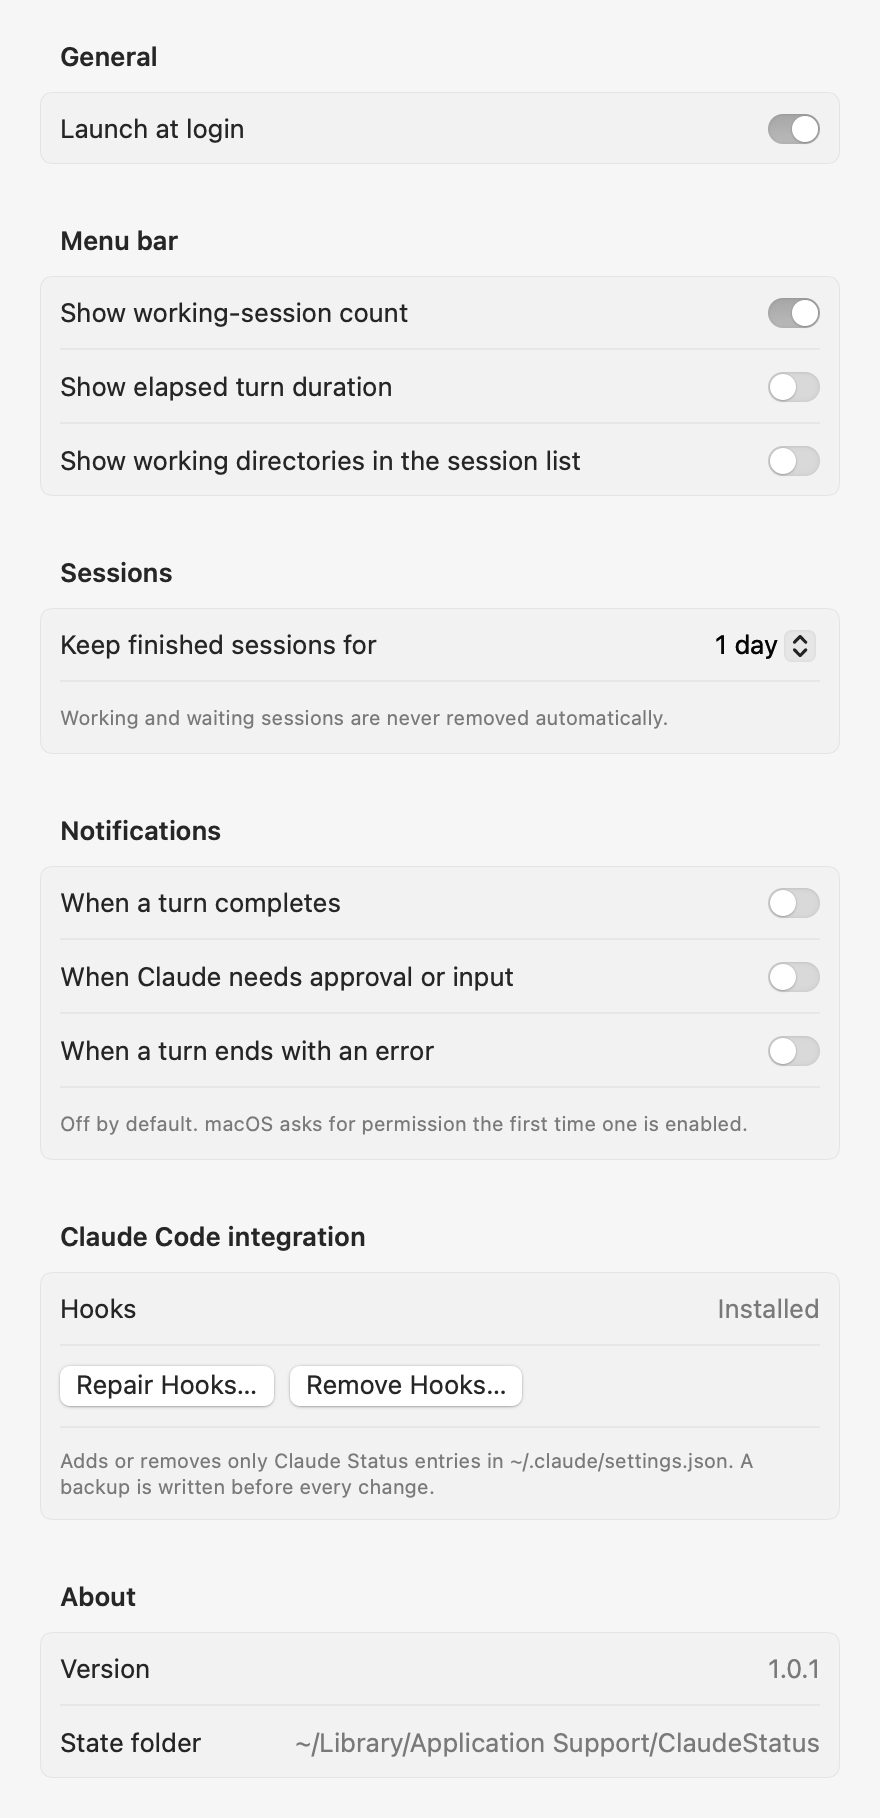 General
Launch at login
Menu bar
Show working-session count
Show elapsed turn duration
Show working directories in the session list
Sessions
Keep finished sessions for 1 day
Working and waiting sessions are never removed automatically.
Notifications
When a turn completes
When Claude needs approval or input
When a turn ends with an error
Off by default. macOS asks for permission the first time one is enabled.
Claude Code integration
Hooks Installed
Repair Hooks... Remove Hooks...
Adds or removes only Claude Status entries in ~/.claude/settings.json. A
backup is written before every change.
About
Version 1.0.1
State folder ~/Library/Application Support/ClaudeStatus